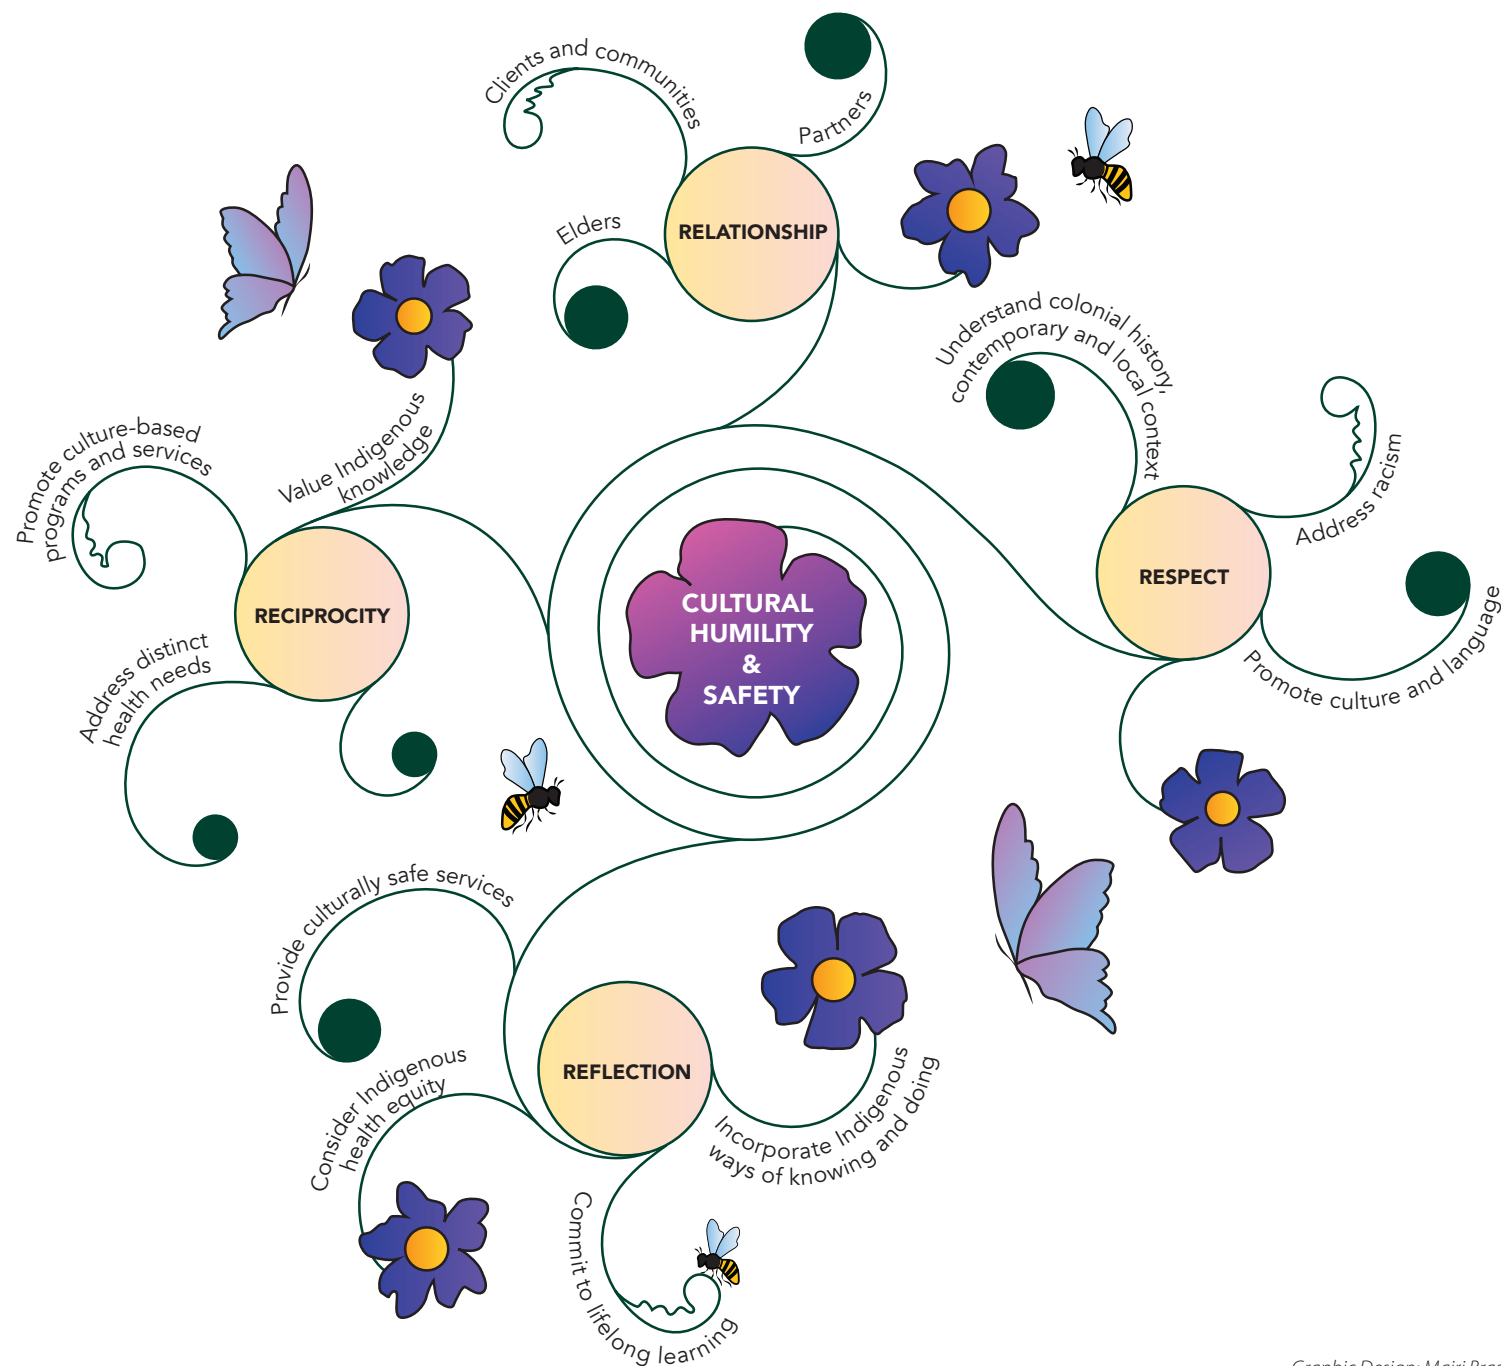 Clients and communities
Partners
Elders
RELATIONSHIP
Understand colonial history,
contemporary and local context
Address racism
RESPECT
Promote culture and language
Value Indigenous
knowledge
Promote culture-based
programs and services
RECIPROCITY
Address distinct
health needs
CULTURAL
HUMILITY
&
SAFETY
Provide culturally safe services
Consider Indigenous
health equity
REFLECTION
Incorporate Indigenous
ways of knowing and doing
Commit to lifelong learning
Graphic Design: Mairi